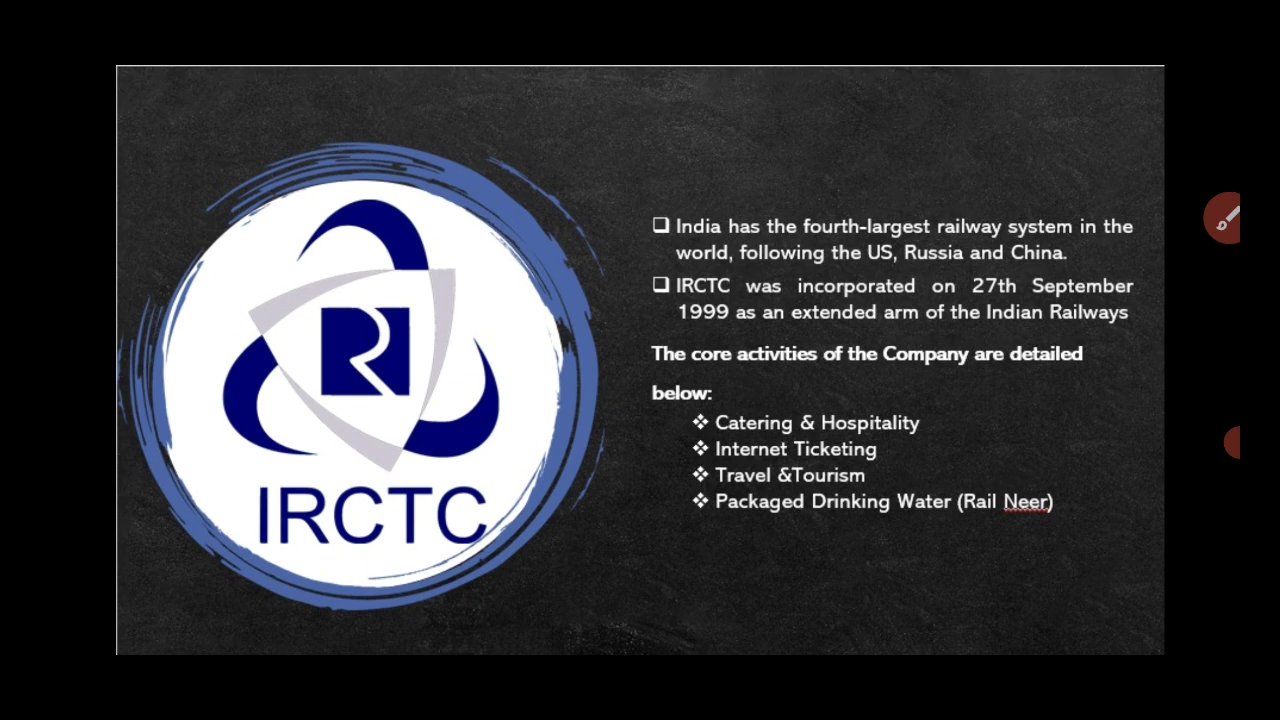 IRCTC
India has the fourth-largest railway system in the
world, following the US, Russia and China.
IRCTC was incorporated on 27th September
1999 as an extended arm of the Indian Railways
The core activities of the Company are detailed
below:
Catering & Hospitality
Internet Ticketing
Travel &Tourism
Packaged Drinking Water (Rail Neer)